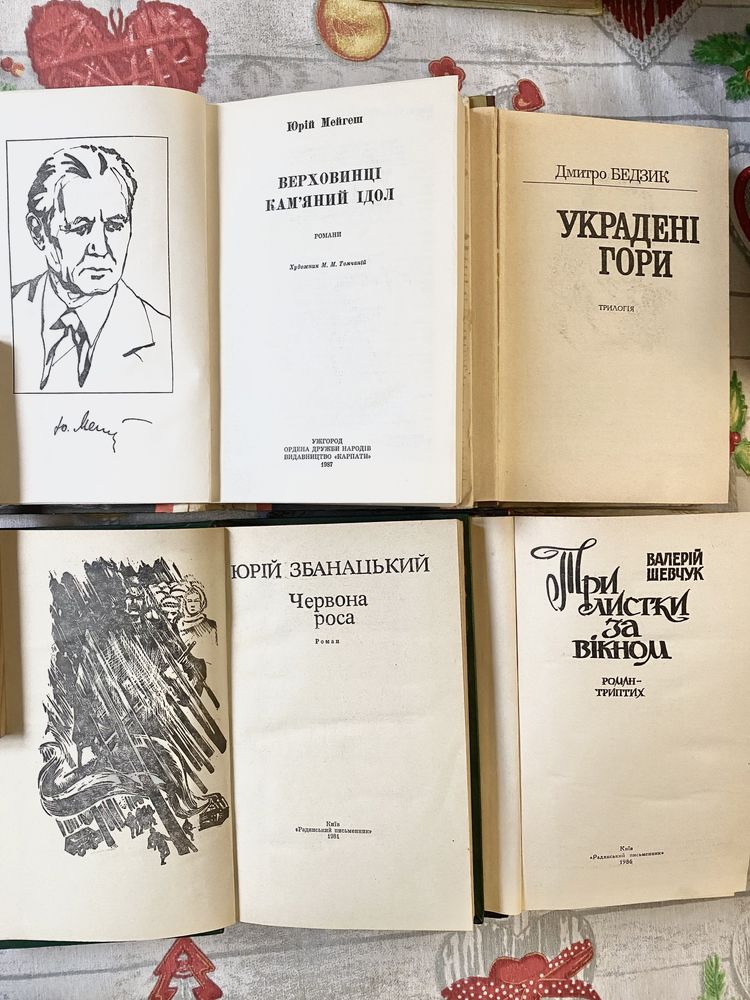 Юрій Мейгеш
ВЕРХОВИНЦІ
КАМ'ЯНИЙ ІДОЛ
РОМАНИ
Художник М. М. Томчаній
УЖГОРОД
ОРДЕНА ДРУЖБИ НАРОДІВ
ВИДАВНИЦТВО «КАРПАТИ»
1987
Дмитро БЕДЗИК
УКРАДЕНІ
ГОРИ
ТРИЛОГІЯ
ЮРІЙ ЗБАНАЦЬКИЙ
Червона
роса
Роман
Київ
«Радянський письменник»
1981
ВАЛЕРІЙ
ШЕВЧУК
Три
листки
за
вікном
РОМАН-
ТРИПТИХ
Київ
«Радянський письменник»
1986